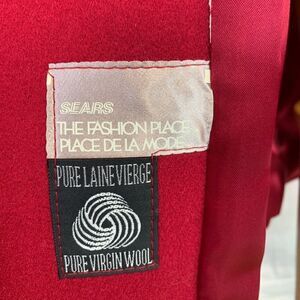 SEARS
THE FASHION PLACE
PLACE DE LA MODE
PURE LAINE VIERGE
PURE VIRGIN WOOL